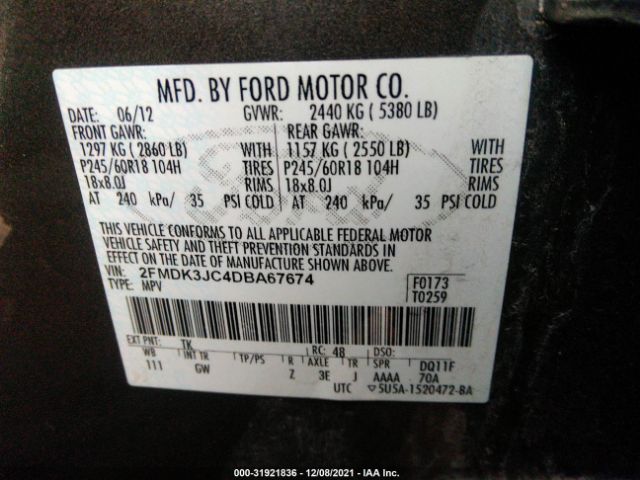 MFD. BY FORD MOTOR CO.
DATE: 06/12 GVWR: 2440 KG ( 5380 LB)
FRONT GAWR: REAR GAWR:
1297 KG ( 2860 LB) WITH 1157 KG ( 2550 LB) WITH
P245/60R18 104H TIRES P245/60R18 104H TIRES
18x8.0J RIMS 18x8.0J RIMS
AT 240 kPa/ 35 PSI COLD AT 240 kPa/ 35 PSI COLD
THIS VEHICLE CONFORMS TO ALL APPLICABLE FEDERAL MOTOR
VEHICLE SAFETY AND THEFT PREVENTION STANDARDS IN
EFFECT ON THE DATE OF MANUFACTURE SHOWN ABOVE.
VIN: 2FMDK3JC4DBA67674
TYPE: MPV
F0173
T0259
EXT PNT: TK RC: 48 DSO:
WB INT TR TP/PS R AXLE TR SPR DQ11F
111 GW Z 3E J AAAA 70A
UTC 5U5A-1520472-BA
000-31921836 - 12/08/2021 - IAA Inc.